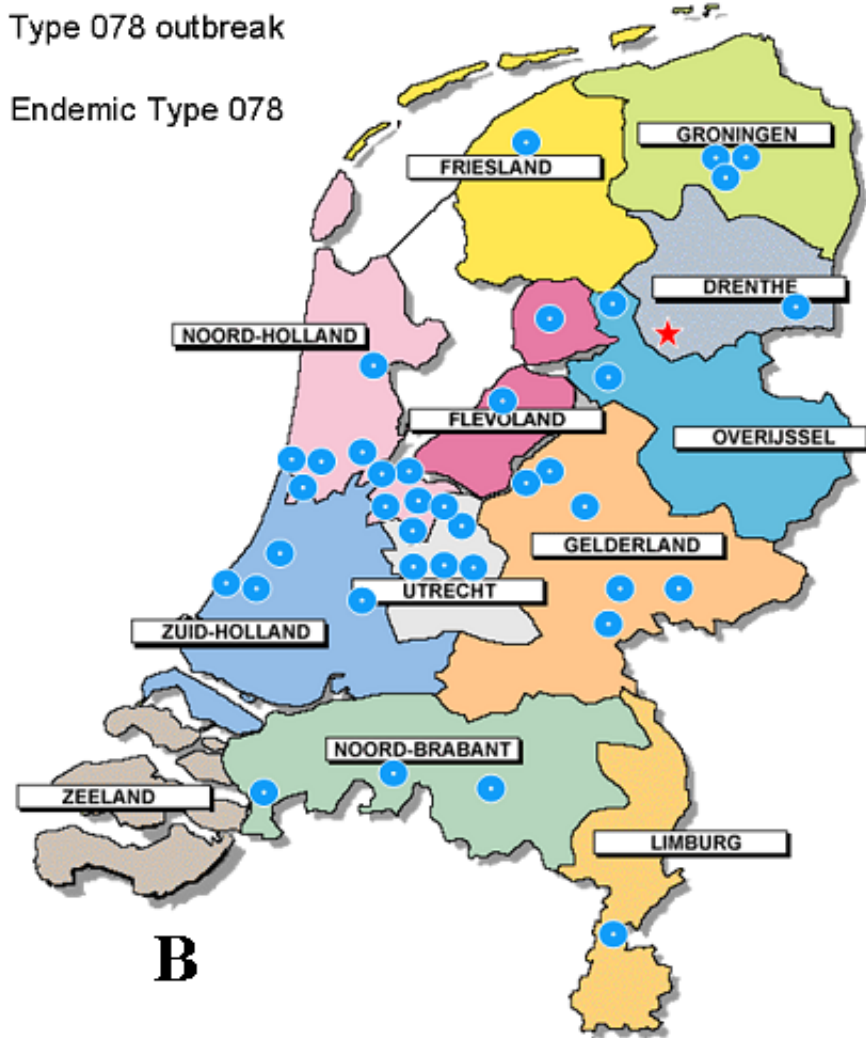 Type 078 outbreak
Endemic Type 078
GRONINGEN
FRIESLAND
DRENTHE
NOORD-HOLLAND
FLEVOLAND
OVERIJSSEL
GELDERLAND
UTRECHT
ZUID-HOLLAND
NOORD-BRABANT
ZEELAND
LIMBURG
B